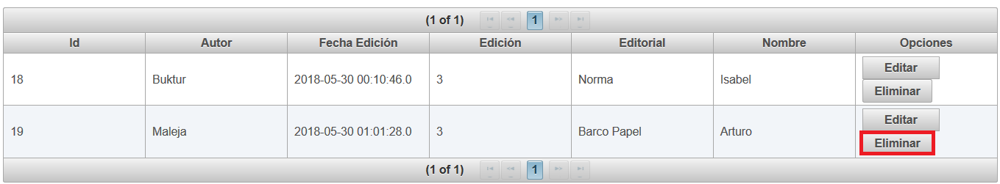 (1 of 1) 1
Id Autor Fecha Edición Edición Editorial Nombre Opciones
18 Buktur 2018-05-30 00:10:46.0 3 Norma Isabel Editar
Eliminar
19 Maleja 2018-05-30 01:01:28.0 3 Barco Papel Arturo Editar
Eliminar
(1 of 1) 1